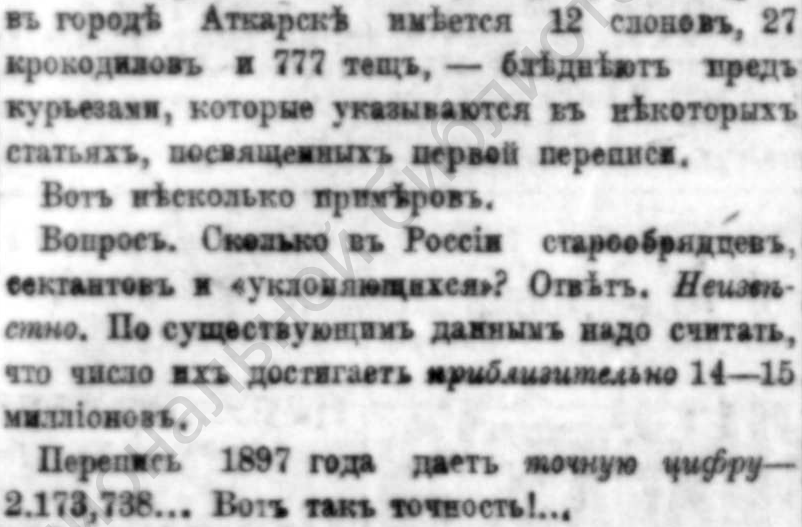 въ городѣ Аткарскѣ имѣется 12 слоновъ, 27
крокодиловъ и 777 тещъ, — блѣднѣютъ предъ
курьезами, которые указываются въ нѣкоторыхъ
статьяхъ, посвященныхъ первой переписи.
Вотъ нѣсколько примѣровъ.
Вопросъ. Сколько въ Россіи старообрядцевъ,
сектантовъ и «уклоняющихся»? Отвѣтъ. Неизвѣ-
стно. По существующимъ даннымъ надо считать,
что число ихъ достигаетъ приблизительно 14—15
милліоновъ.
Перепись 1897 года даетъ точную цифру—
2.173,738... Вотъ такъ точность!...